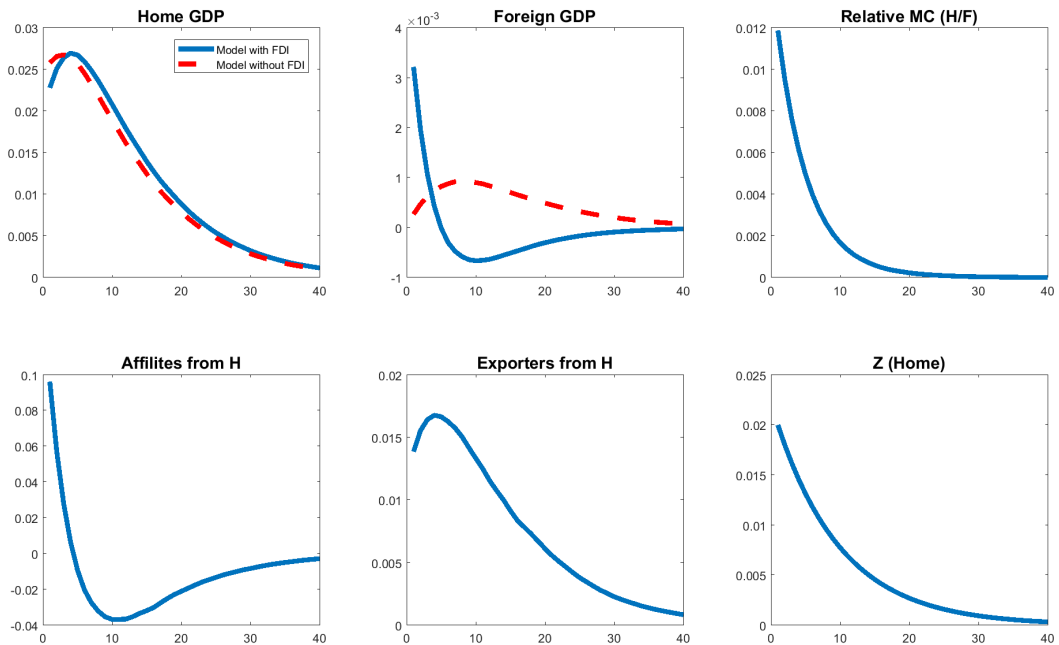 Home GDP
0.03
0.025
0.02
0.015
0.01
0.005
0
0 10 20 30 40
Model with FDI
Model without FDI
Foreign GDP
×10⁻³
4
3
2
1
0
-1
0 10 20 30 40
Relative MC (H/F)
0.012
0.01
0.008
0.006
0.004
0.002
0
0 10 20 30 40
Affilites from H
0.1
0.08
0.06
0.04
0.02
0
-0.02
-0.04
0 10 20 30 40
Exporters from H
0.02
0.015
0.01
0.005
0
0 10 20 30 40
Z (Home)
0.025
0.02
0.015
0.01
0.005
0
0 10 20 30 40